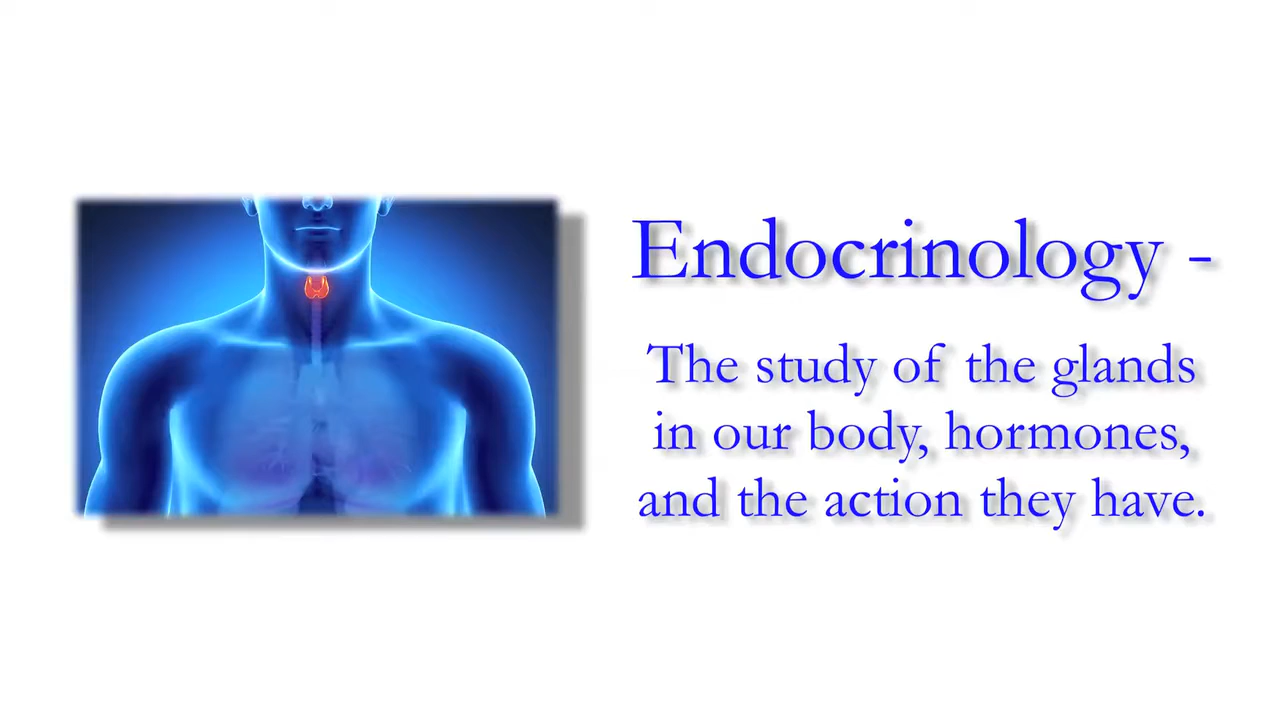 Endocrinology -
The study of the glands
in our body, hormones,
and the action they have.